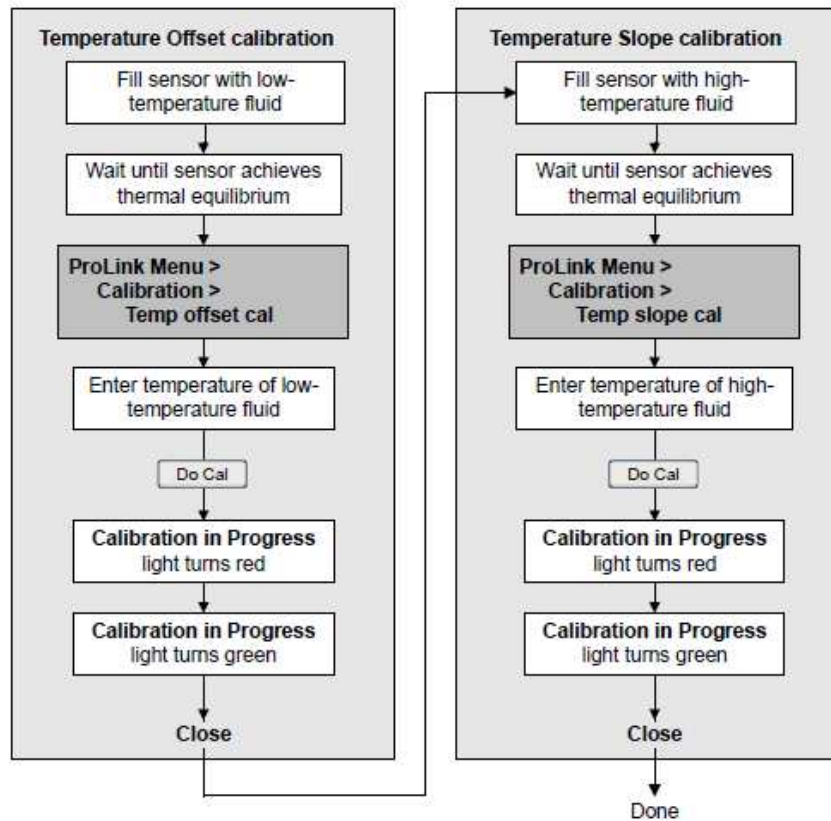 Temperature Offset calibration
Fill sensor with low-
temperature fluid
Wait until sensor achieves
thermal equilibrium
ProLink Menu >
Calibration >
Temp offset cal
Enter temperature of low-
temperature fluid
Do Cal
Calibration in Progress
light turns red
Calibration in Progress
light turns green
Close
Temperature Slope calibration
Fill sensor with high-
temperature fluid
Wait until sensor achieves
thermal equilibrium
ProLink Menu >
Calibration >
Temp slope cal
Enter temperature of high-
temperature fluid
Do Cal
Calibration in Progress
light turns red
Calibration in Progress
light turns green
Close
Done